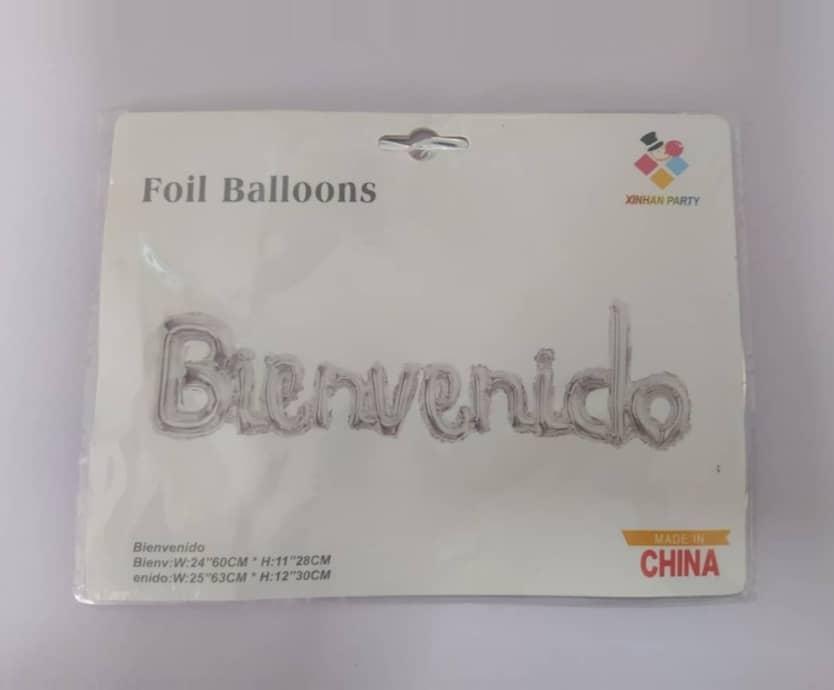 Foil Balloons
XINHAN PARTY
Bienvenido
Bienvenido
Bienv:W:24"60CM * H:11"28CM
enido:W:25"63CM * H:12"30CM
MADE IN
CHINA